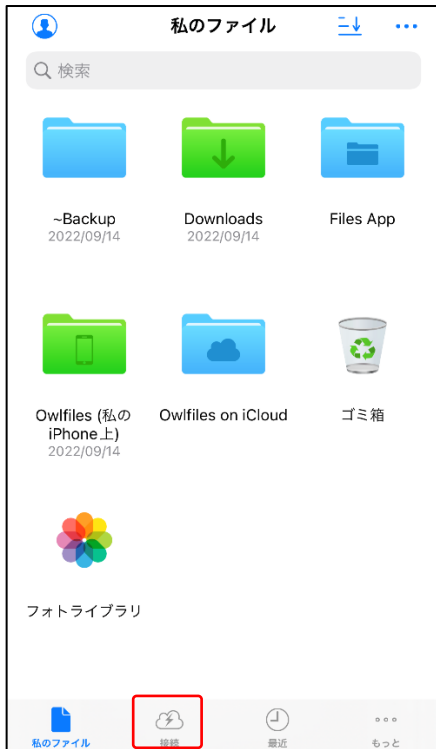 私のファイル
検索
~Backup
2022/09/14
Downloads
2022/09/14
Files App
Owlfiles (私の
iPhone上)
2022/09/14
Owlfiles on iCloud
ゴミ箱
フォトライブラリ
私のファイル
接続
最近
もっと